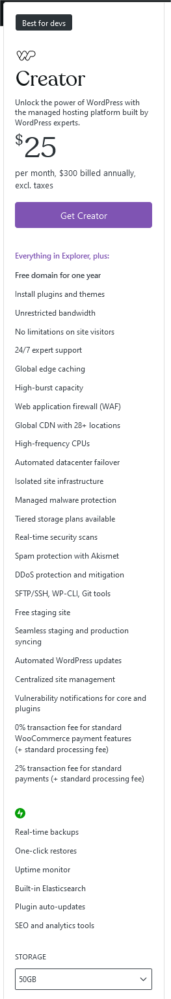 Best for devs
Creator
Unlock the power of WordPress with
the managed hosting platform built by
WordPress experts.
$25
per month, $300 billed annually,
excl. taxes
Get Creator
Everything in Explorer, plus:
Free domain for one year
Install plugins and themes
Unrestricted bandwidth
No limitations on site visitors
24/7 expert support
Global edge caching
High-burst capacity
Web application firewall (WAF)
Global CDN with 28+ locations
High-frequency CPUs
Automated datacenter failover
Isolated site infrastructure
Managed malware protection
Tiered storage plans available
Real-time security scans
Spam protection with Akismet
DDoS protection and mitigation
SFTP/SSH, WP-CLI, Git tools
Free staging site
Seamless staging and production
syncing
Automated WordPress updates
Centralized site management
Vulnerability notifications for core and
plugins
0% transaction fee for standard
WooCommerce payment features
(+ standard processing fee)
2% transaction fee for standard
payments (+ standard processing fee)
Real-time backups
One-click restores
Uptime monitor
Built-in Elasticsearch
Plugin auto-updates
SEO and analytics tools
STORAGE
50GB